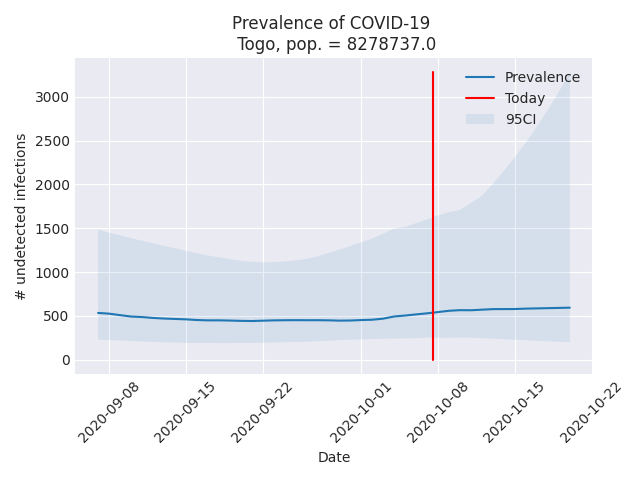 Prevalence of COVID-19
Togo, pop. = 8278737.0
Prevalence
Today
95CI
3000
2500
2000
1500
1000
500
0
# undetected infections
2020-09-08
2020-09-15
2020-09-22
2020-10-01
2020-10-08
2020-10-15
2020-10-22
Date